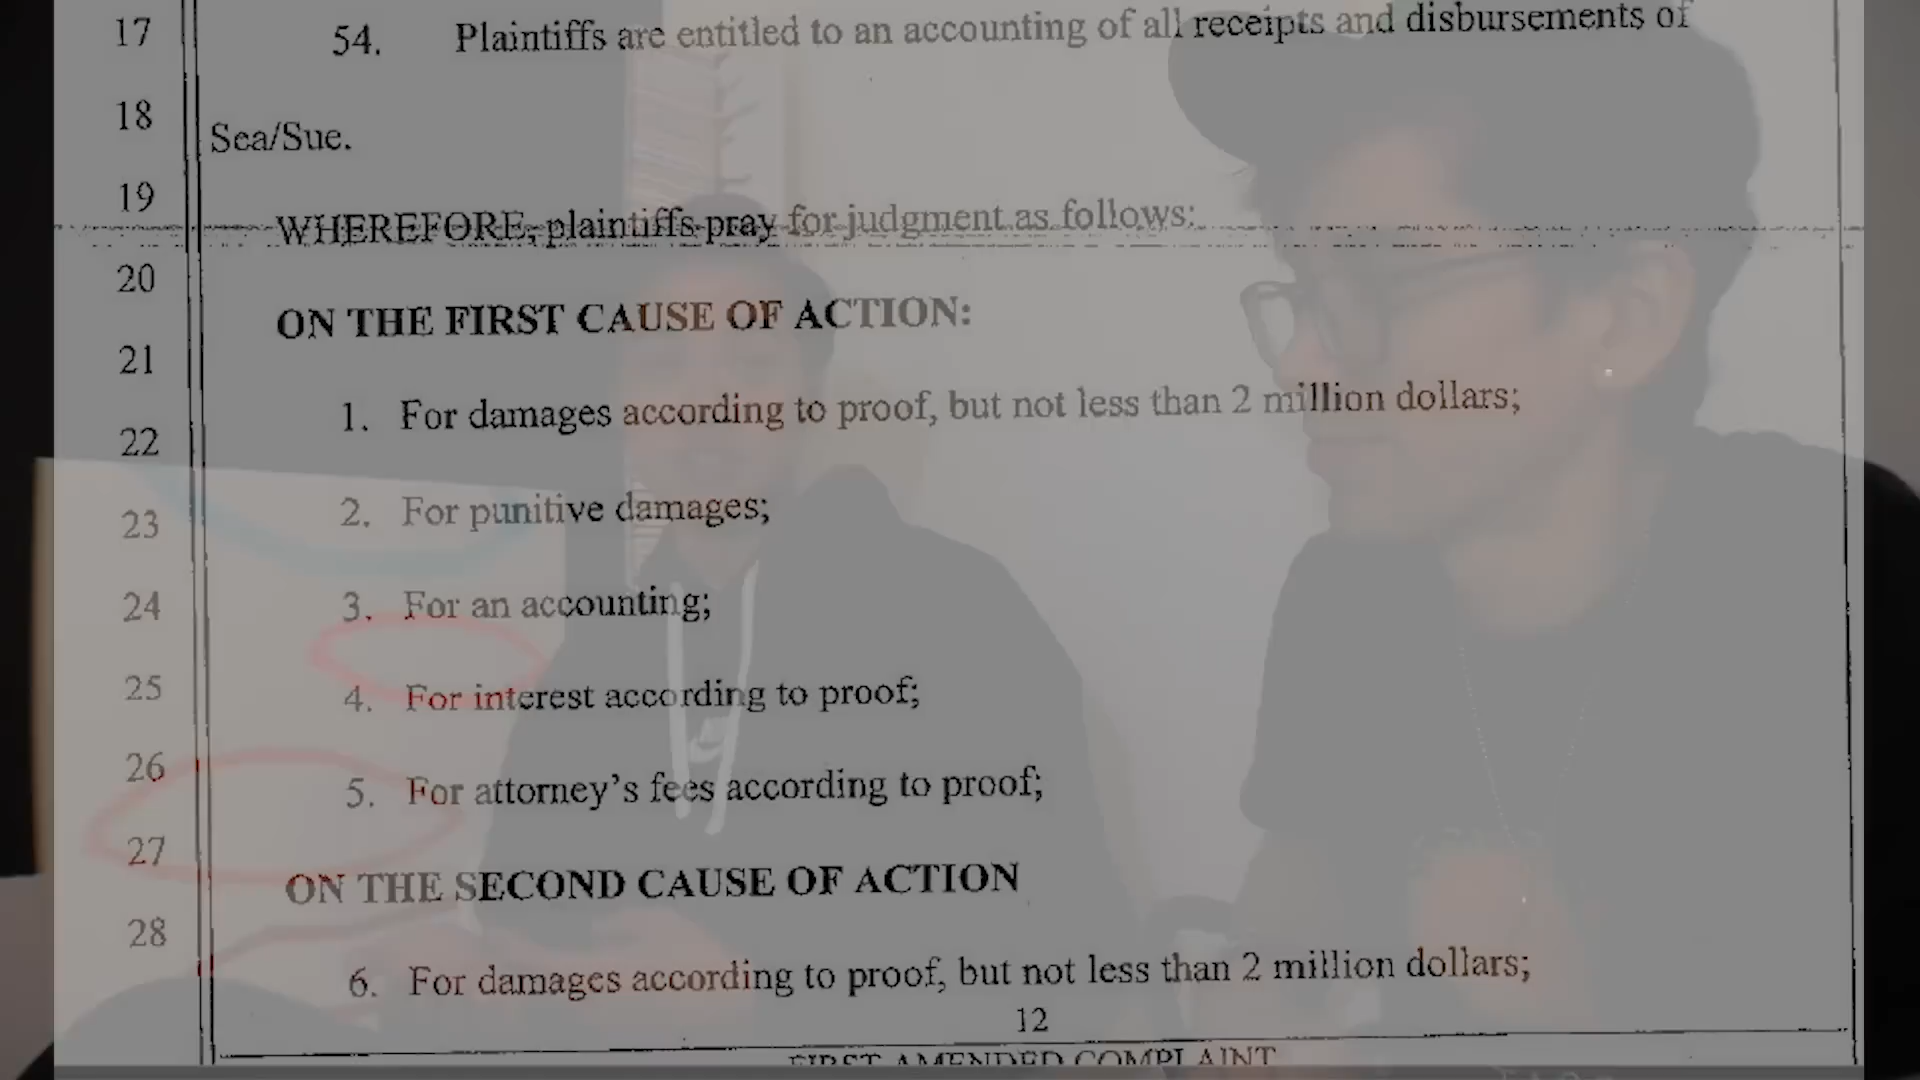 17 54. Plaintiffs are entitled to an accounting of all receipts and disbursements of
18 Sea/Sue.
19 WHEREFORE, plaintiffs pray for judgment as follows:
20 ON THE FIRST CAUSE OF ACTION:
21
22 1. For damages according to proof, but not less than 2 million dollars;
23 2. For punitive damages;
24 3. For an accounting;
25 4. For interest according to proof;
26 5. For attorney's fees according to proof;
27 ON THE SECOND CAUSE OF ACTION
28 6. For damages according to proof, but not less than 2 million dollars;
12
FIRST AMENDED COMPLAINT